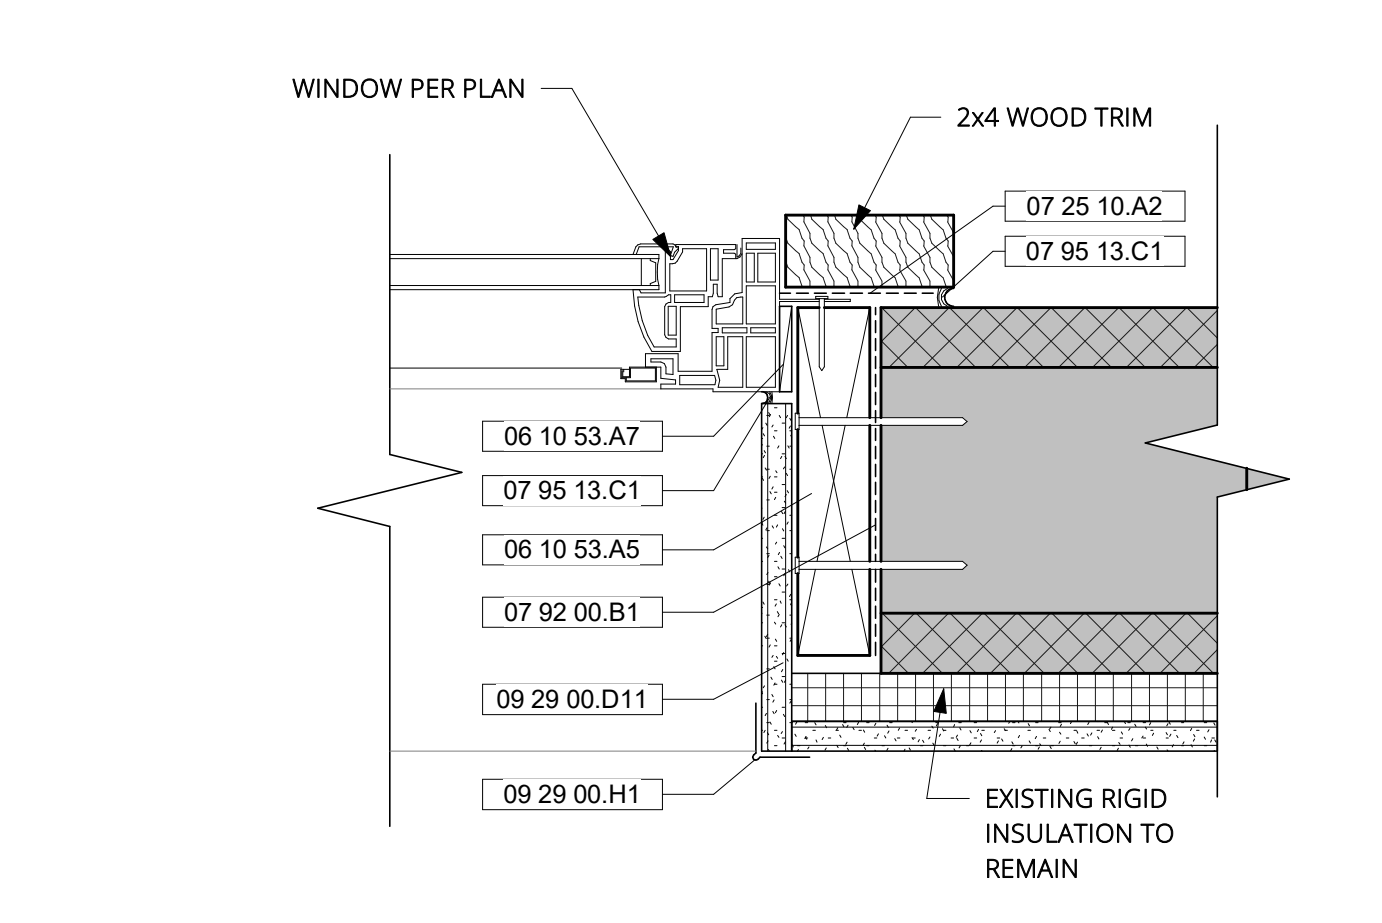 WINDOW PER PLAN
2x4 WOOD TRIM
07 25 10.A2
07 95 13.C1
06 10 53.A7
07 95 13.C1
06 10 53.A5
07 92 00.B1
09 29 00.D11
09 29 00.H1
EXISTING RIGID
INSULATION TO
REMAIN